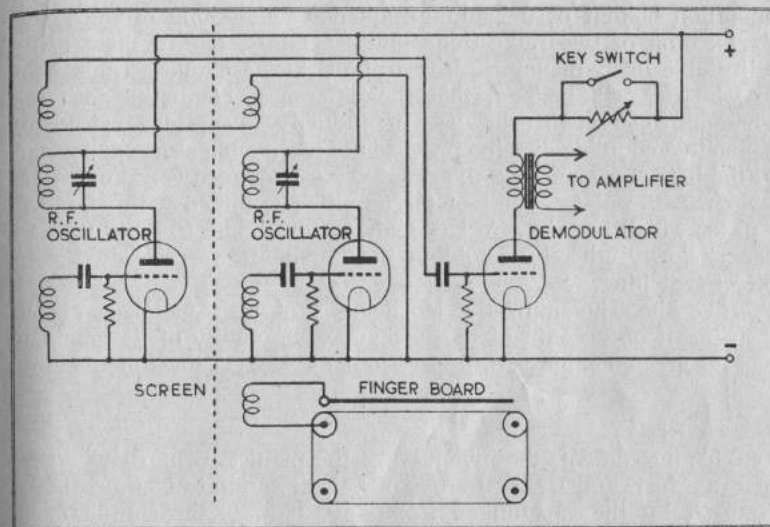 +
KEY SWITCH
TO AMPLIFIER
R.F.
OSCILLATOR
R.F.
OSCILLATOR
DEMODULATOR
-
SCREEN
FINGER BOARD